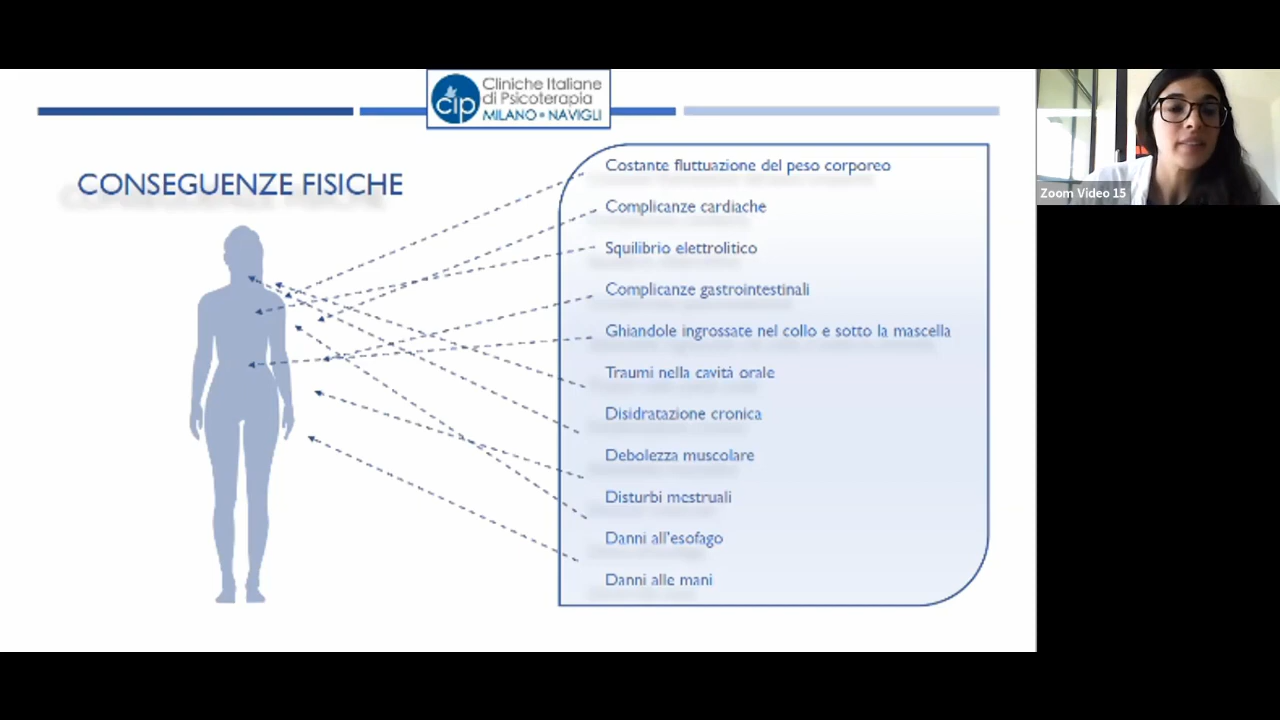 Cliniche Italiane
di Psicoterapia
cip
MILANO • NAVIGLI
CONSEGUENZE FISICHE
Costante fluttuazione del peso corporeo
Complicanze cardiache
Squilibrio elettrolitico
Complicanze gastrointestinali
Ghiandole ingrossate nel collo e sotto la mascella
Traumi nella cavità orale
Disidratazione cronica
Debolezza muscolare
Disturbi mestruali
Danni all'esofago
Danni alle mani
Zoom Video 15